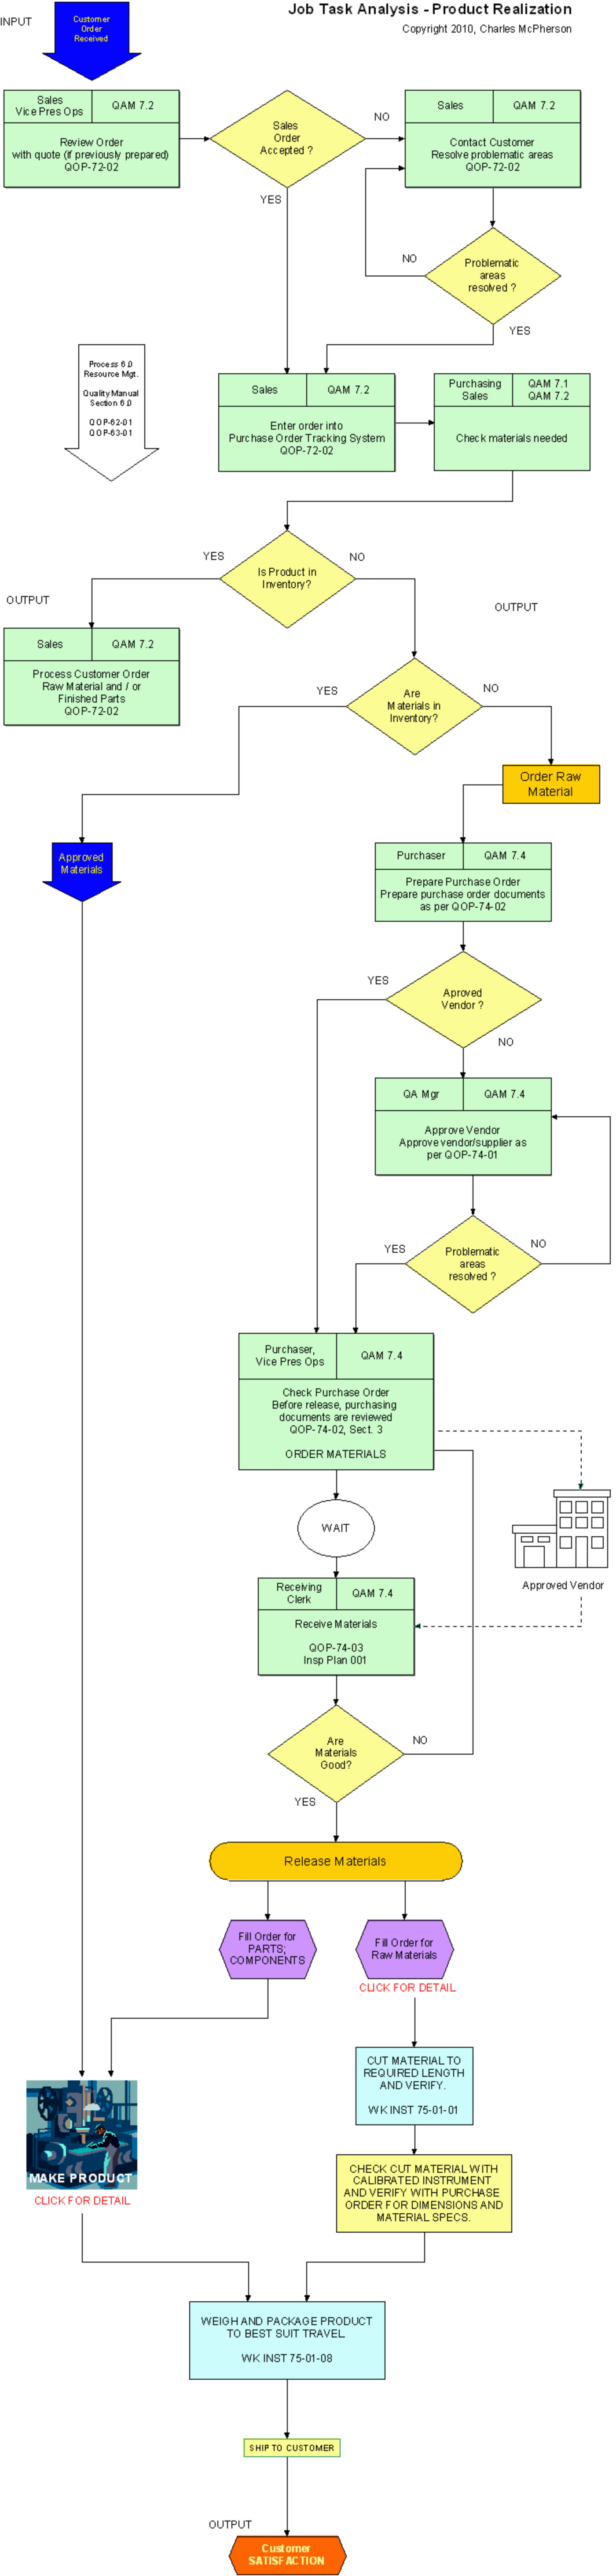 Job Task Analysis - Product Realization
Copyright 2010, Charles McPherson
INPUT
Customer
Order
Received
Sales
Vice Pres Ops
QAM 7.2
Review Order
with quote (if previously prepared)
QOP-72-02
Sales
Order
Accepted ?
NO
YES
Sales
QAM 7.2
Contact Customer
Resolve problematic areas
QOP-72-02
Problematic
areas
resolved ?
NO
YES
Process 6.0
Resource Mgt.
Quality Manual
Section 6.0
QOP-62-01
QOP-63-01
Sales
QAM 7.2
Enter order into
Purchase Order Tracking System
QOP-72-02
Purchasing
Sales
QAM 7.1
QAM 7.2
Check materials needed
Is Product in
Inventory?
YES
NO
OUTPUT
Sales
QAM 7.2
Process Customer Order
Raw Material and / or
Finished Parts
QOP-72-02
OUTPUT
Are
Materials in
Inventory?
YES
NO
Order Raw
Material
Approved
Materials
Purchaser
QAM 7.4
Prepare Purchase Order
Prepare purchase order documents
as per QOP-74-02
Aproved
Vendor ?
YES
NO
QA Mgr
QAM 7.4
Approve Vendor
Approve vendor/supplier as
per QOP-74-01
Problematic
areas
resolved ?
YES
NO
Purchaser,
Vice Pres Ops
QAM 7.4
Check Purchase Order
Before release, purchasing
documents are reviewed
QOP-74-02, Sect. 3
ORDER MATERIALS
WAIT
Approved Vendor
Receiving
Clerk
QAM 7.4
Receive Materials
QOP-74-03
Insp Plan 001
Are
Materials
Good?
NO
YES
Release Materials
Fill Order for
PARTS;
COMPONENTS
Fill Order for
Raw Materials
CLICK FOR DETAIL
CUT MATERIAL TO
REQUIRED LENGTH
AND VERIFY.
WK INST 75-01-01
MAKE PRODUCT
CLICK FOR DETAIL
CHECK CUT MATERIAL WITH
CALIBRATED INSTRUMENT
AND VERIFY WITH PURCHASE
ORDER FOR DIMENSIONS AND
MATERIAL SPECS.
WEIGH AND PACKAGE PRODUCT
TO BEST SUIT TRAVEL.
WK INST 75-01-08
SHIP TO CUSTOMER
OUTPUT
Customer
SATISFACTION